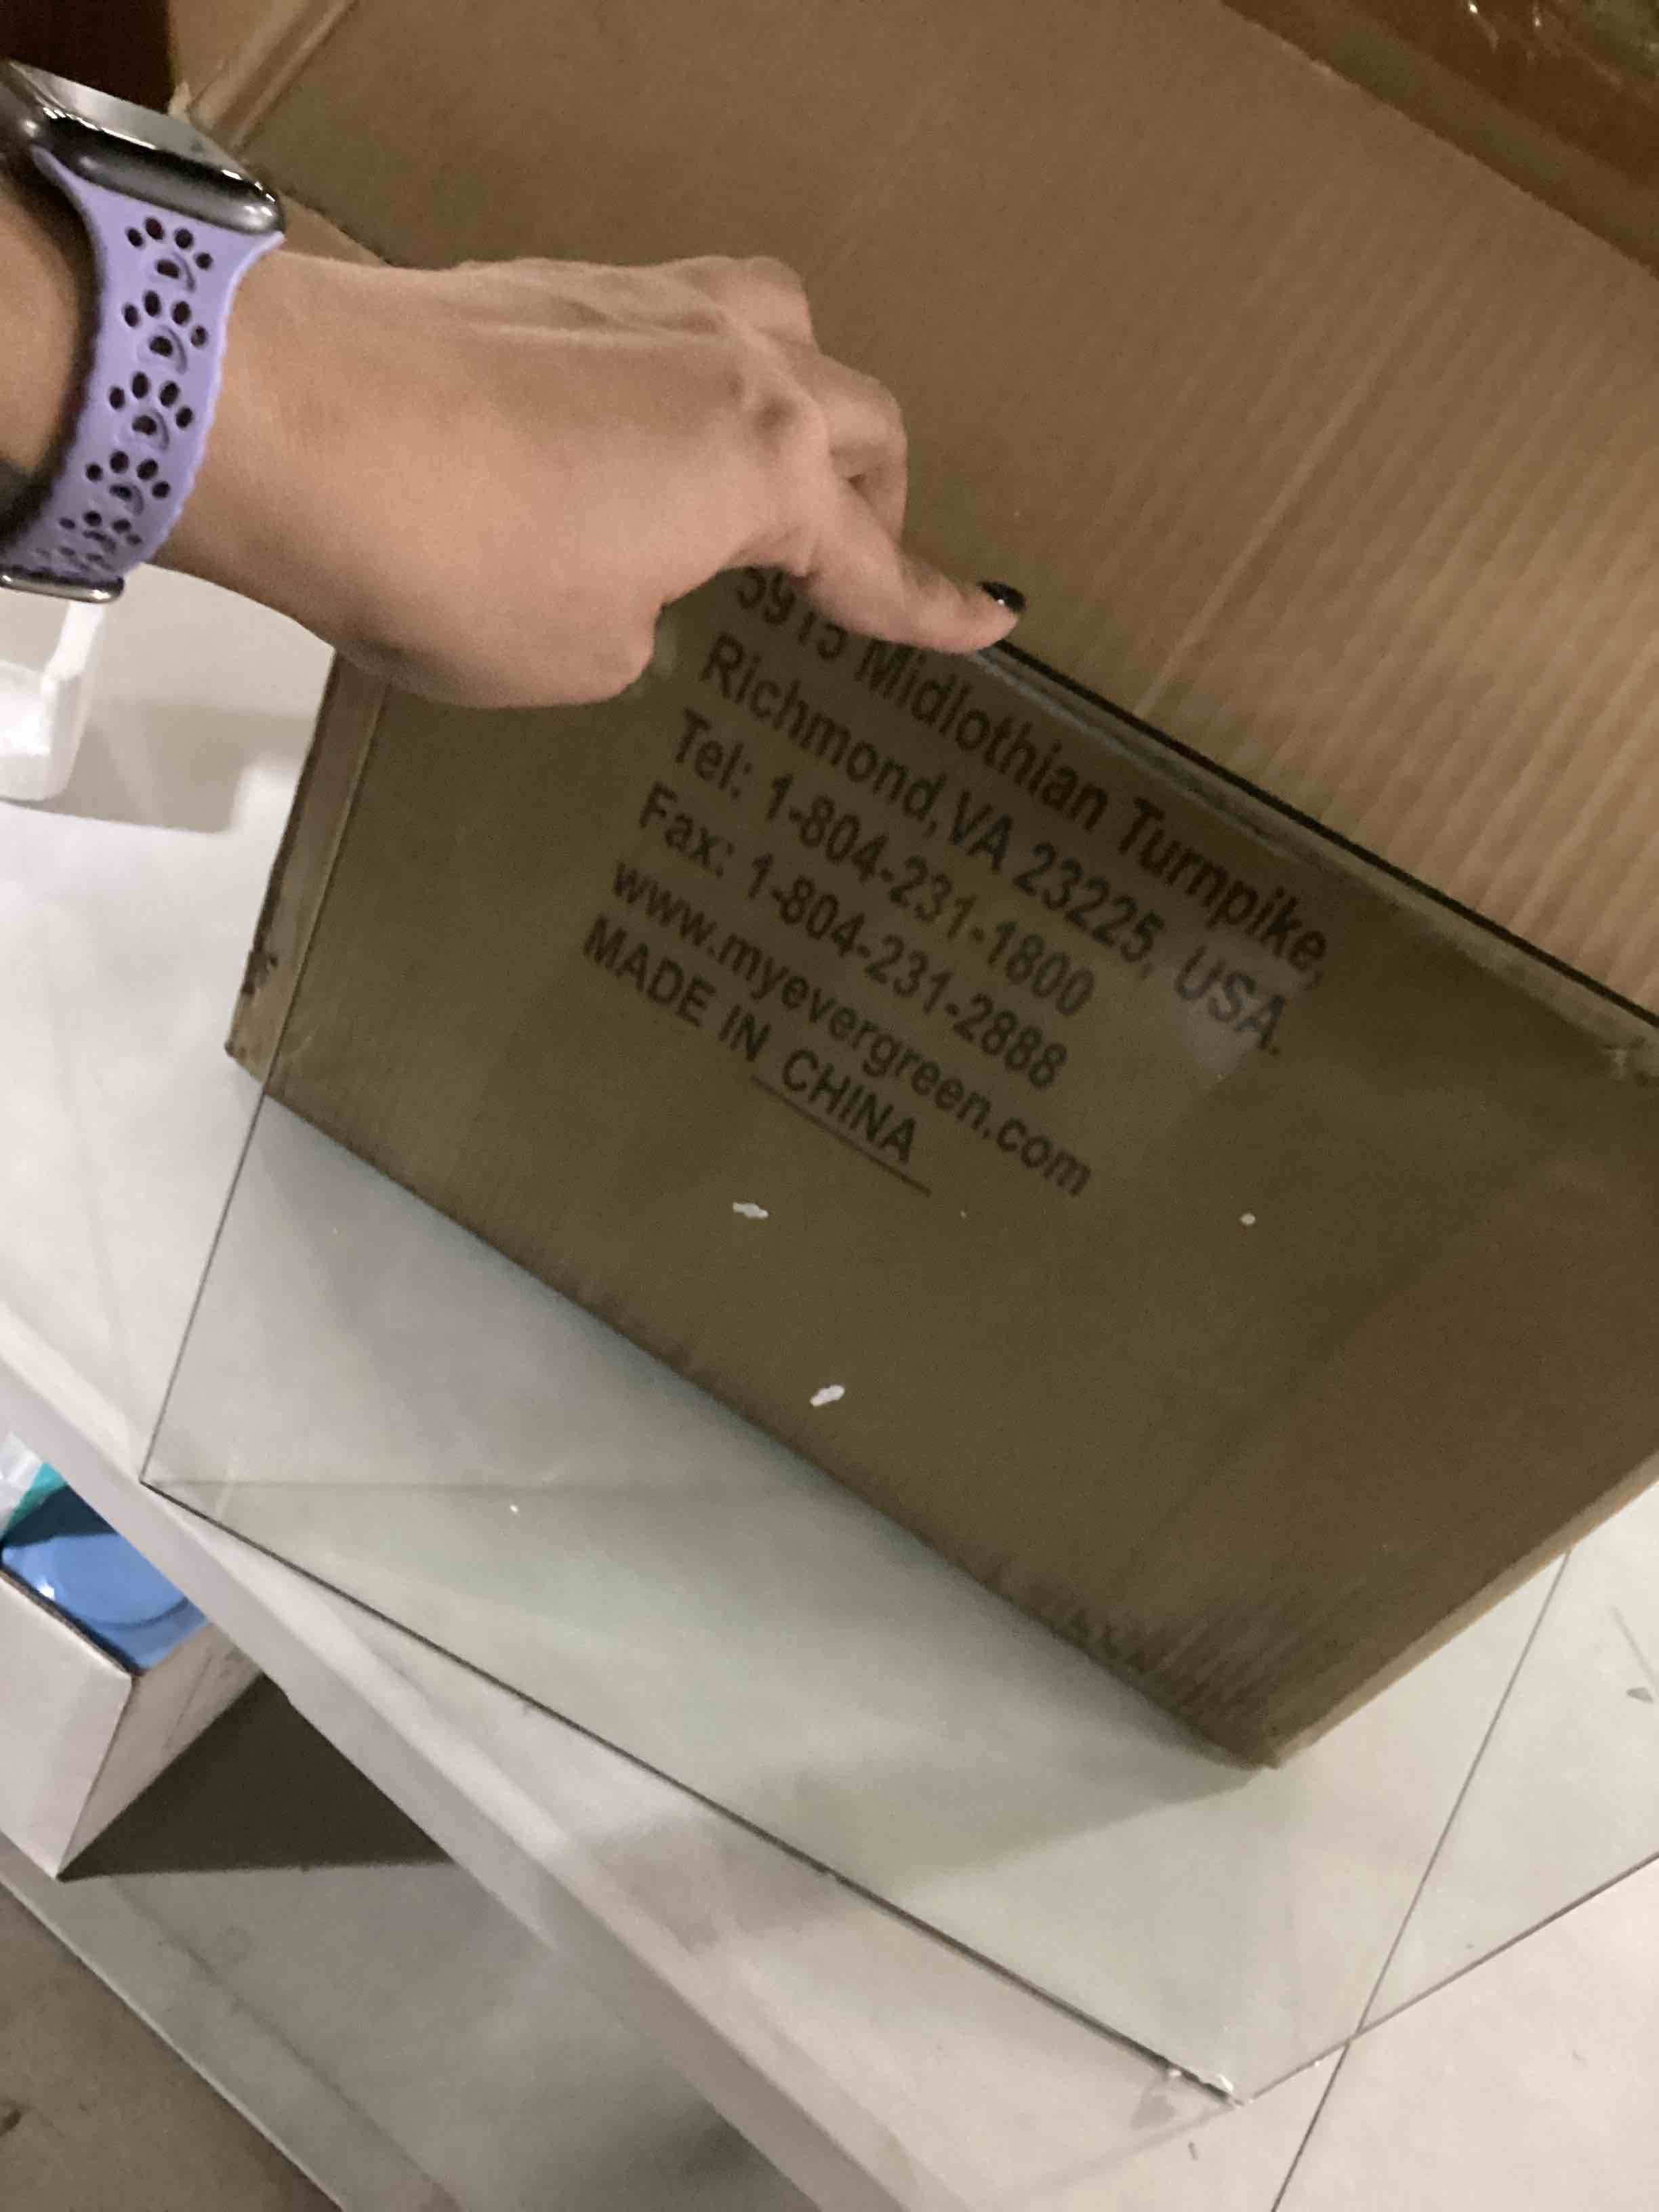 5915 Midlothian Turnpike,
Richmond, VA 23225, USA.
Tel: 1-804-231-1800
Fax: 1-804-231-2888
www.myevergreen.com
MADE IN CHINA